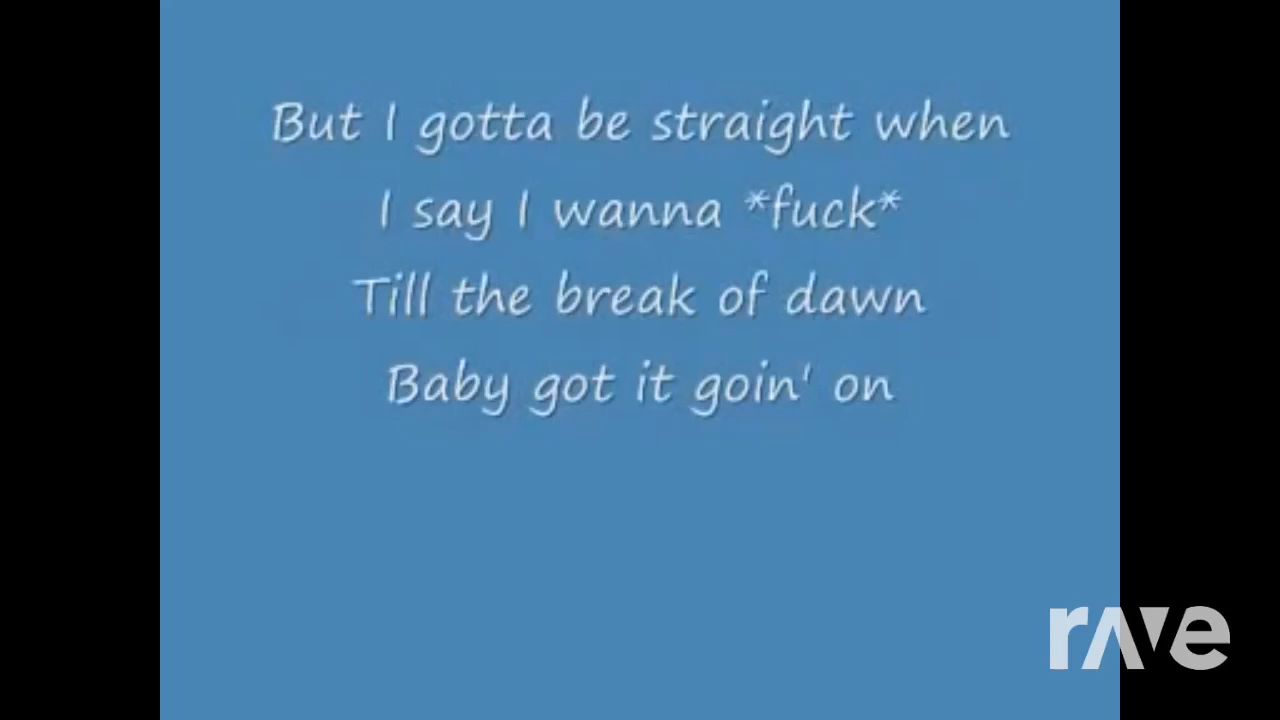 But I gotta be straight when
I say I wanna *fuck*
Till the break of dawn
Baby got it goin' on
rave